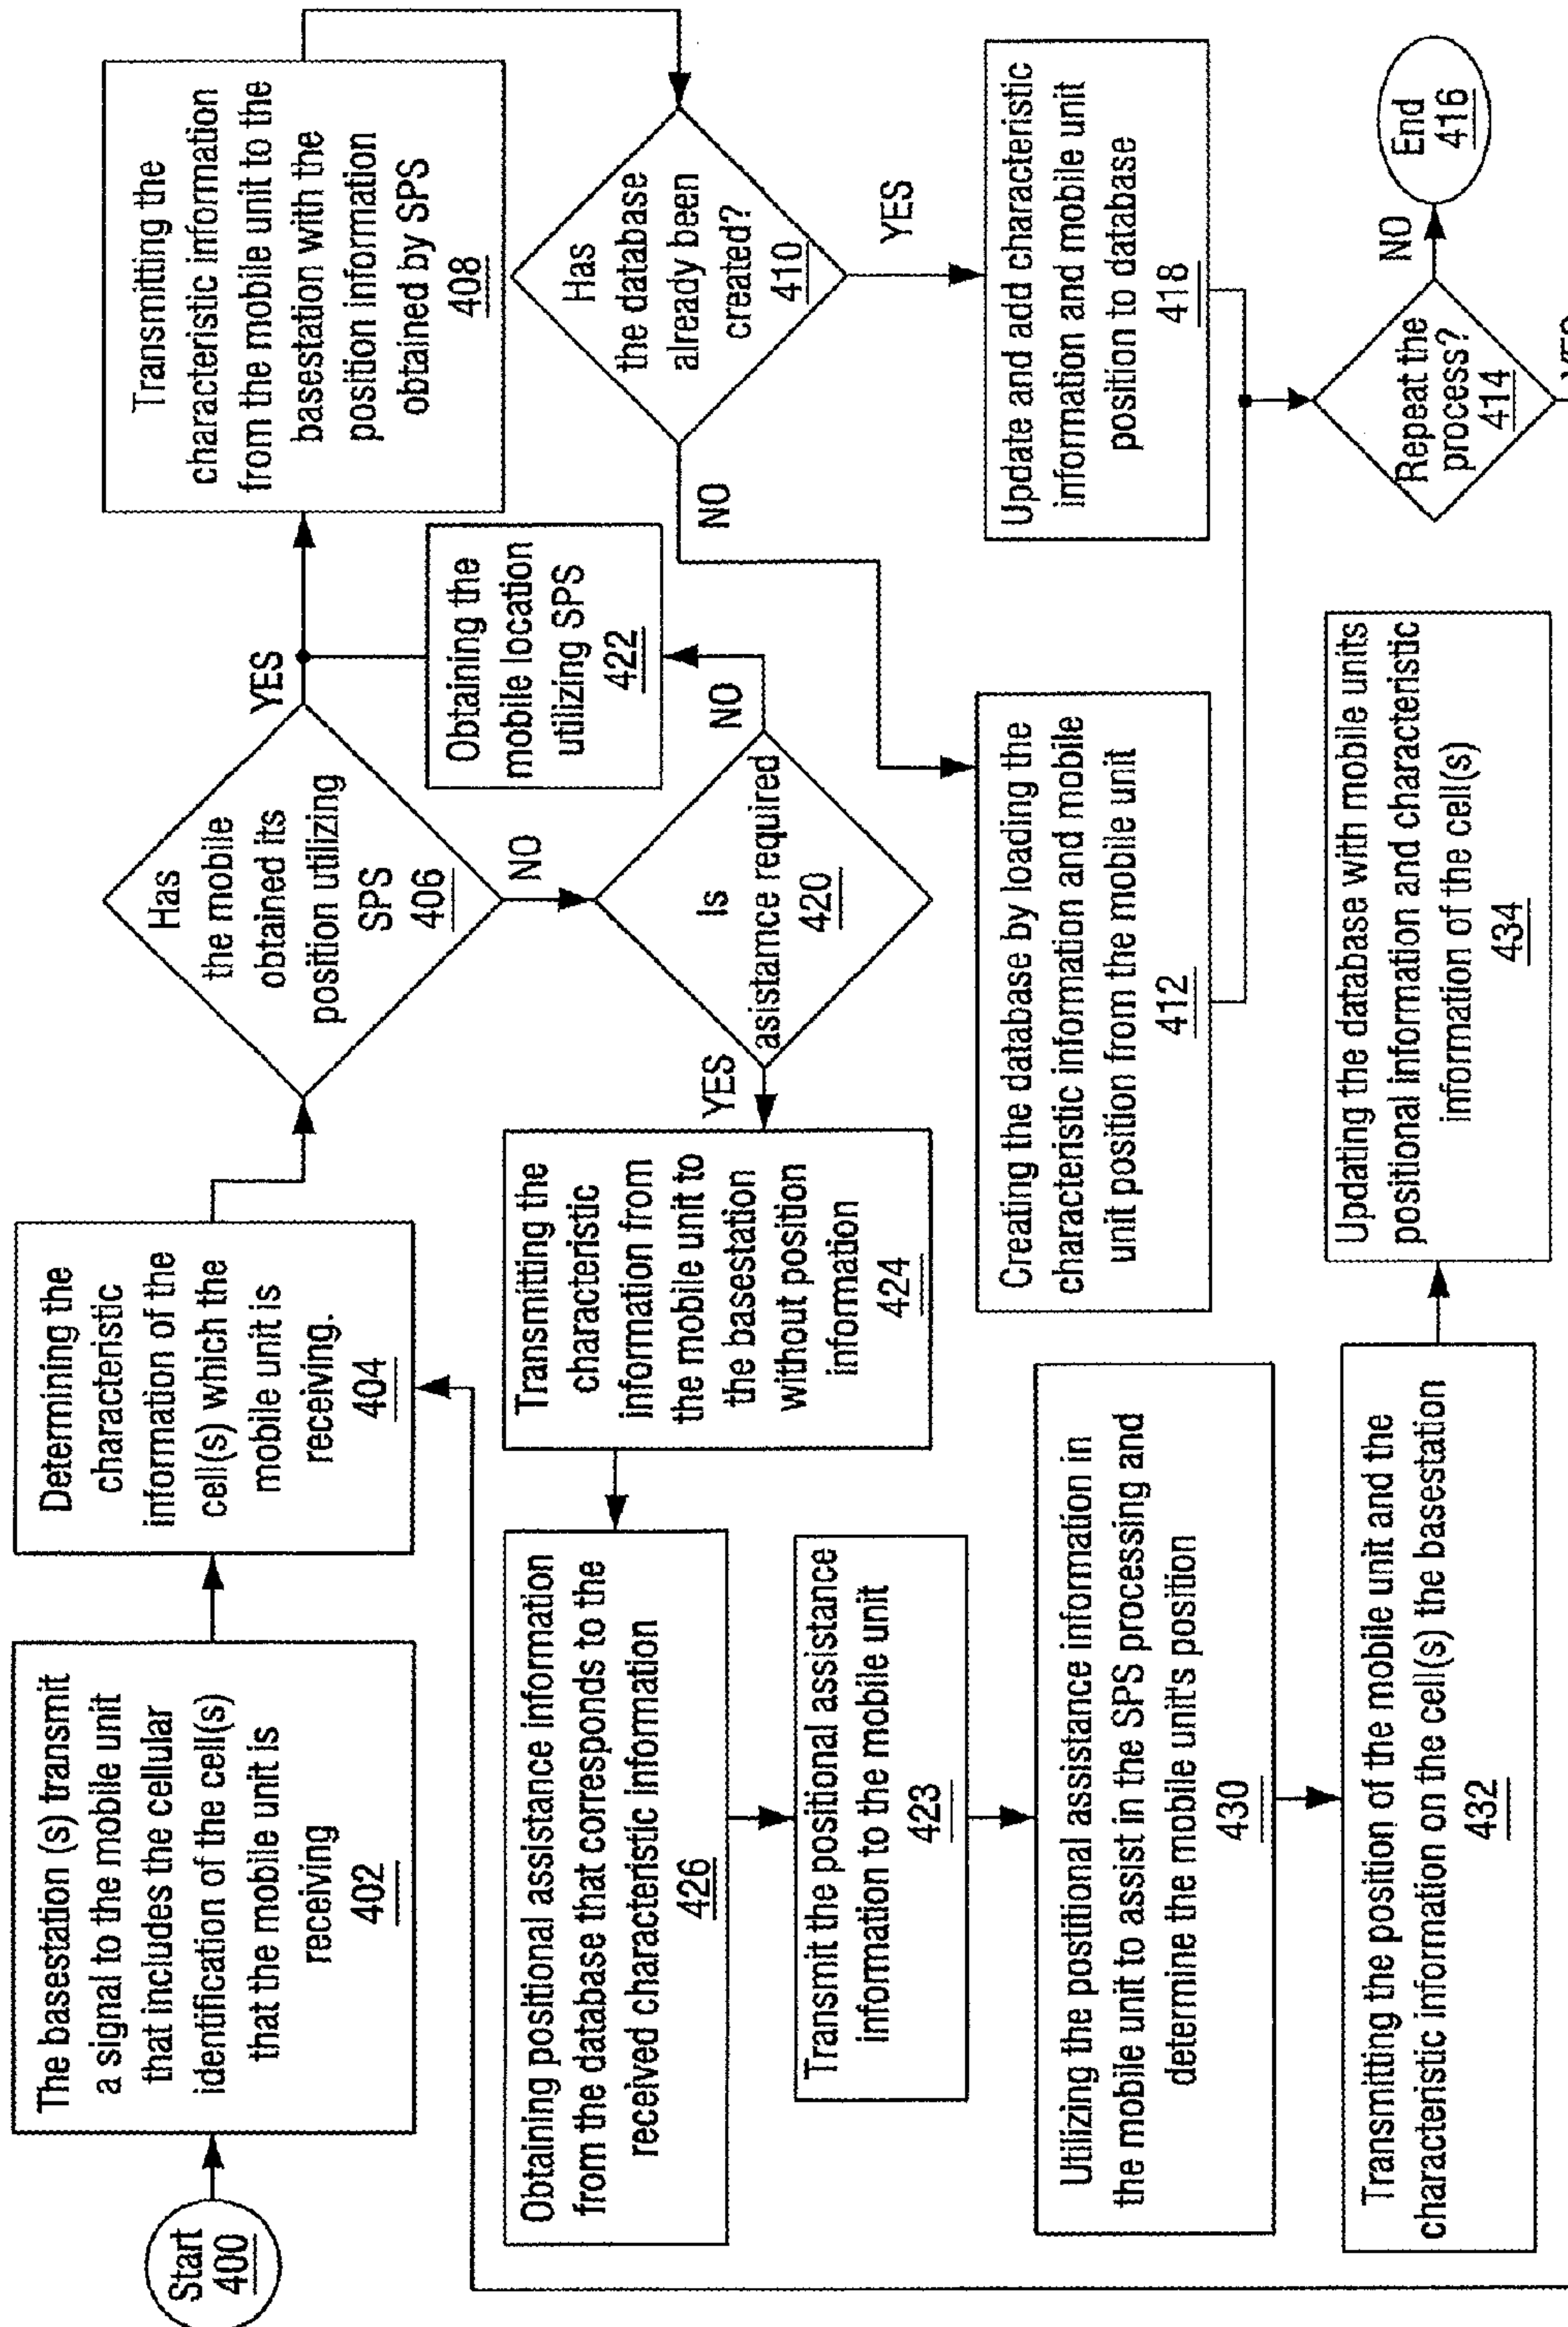 Start
400
The basestation (s) transmit
a signal to the mobile unit
that includes the cellular
identification of the cell(s)
that the mobile unit is
receiving
402
Determining the
characteristic
information of the
cell(s) which the
mobile unit is
receiving.
404
Has
the mobile
obtained its
position utilizing
SPS
406
YES
NO
Transmitting the
characteristic information
from the mobile unit to the
basestation with the
position information
obtained by SPS
408
Obtaining the
mobile location
utilizing SPS
422
Is
asistamce required
420
NO
YES
Has
the database
already been
created?
410
NO
YES
Transmitting the
characteristic
information from
the mobile unit to
the basestation
without position
information
424
Obtaining positional assistance information
from the database that corresponds to the
received characteristic information
426
Transmit the positional assistance
information to the mobile unit
423
Creating the database by loading the
characteristic information and mobile
unit position from the mobile unit
412
Update and add characteristic
information and mobile unit
position to database
418
Utilizing the postitional assistance information in
the mobile unit to assist in the SPS processing and
determine the mobile unit's position
430
Transmitting the position of the mobile unit and the
characteristic information on the cell(s) the basestation
432
Updating the database with mobile units
positional information and characteristic
information of the cell(s)
434
Repeat the
process?
414
NO
YES
End
416